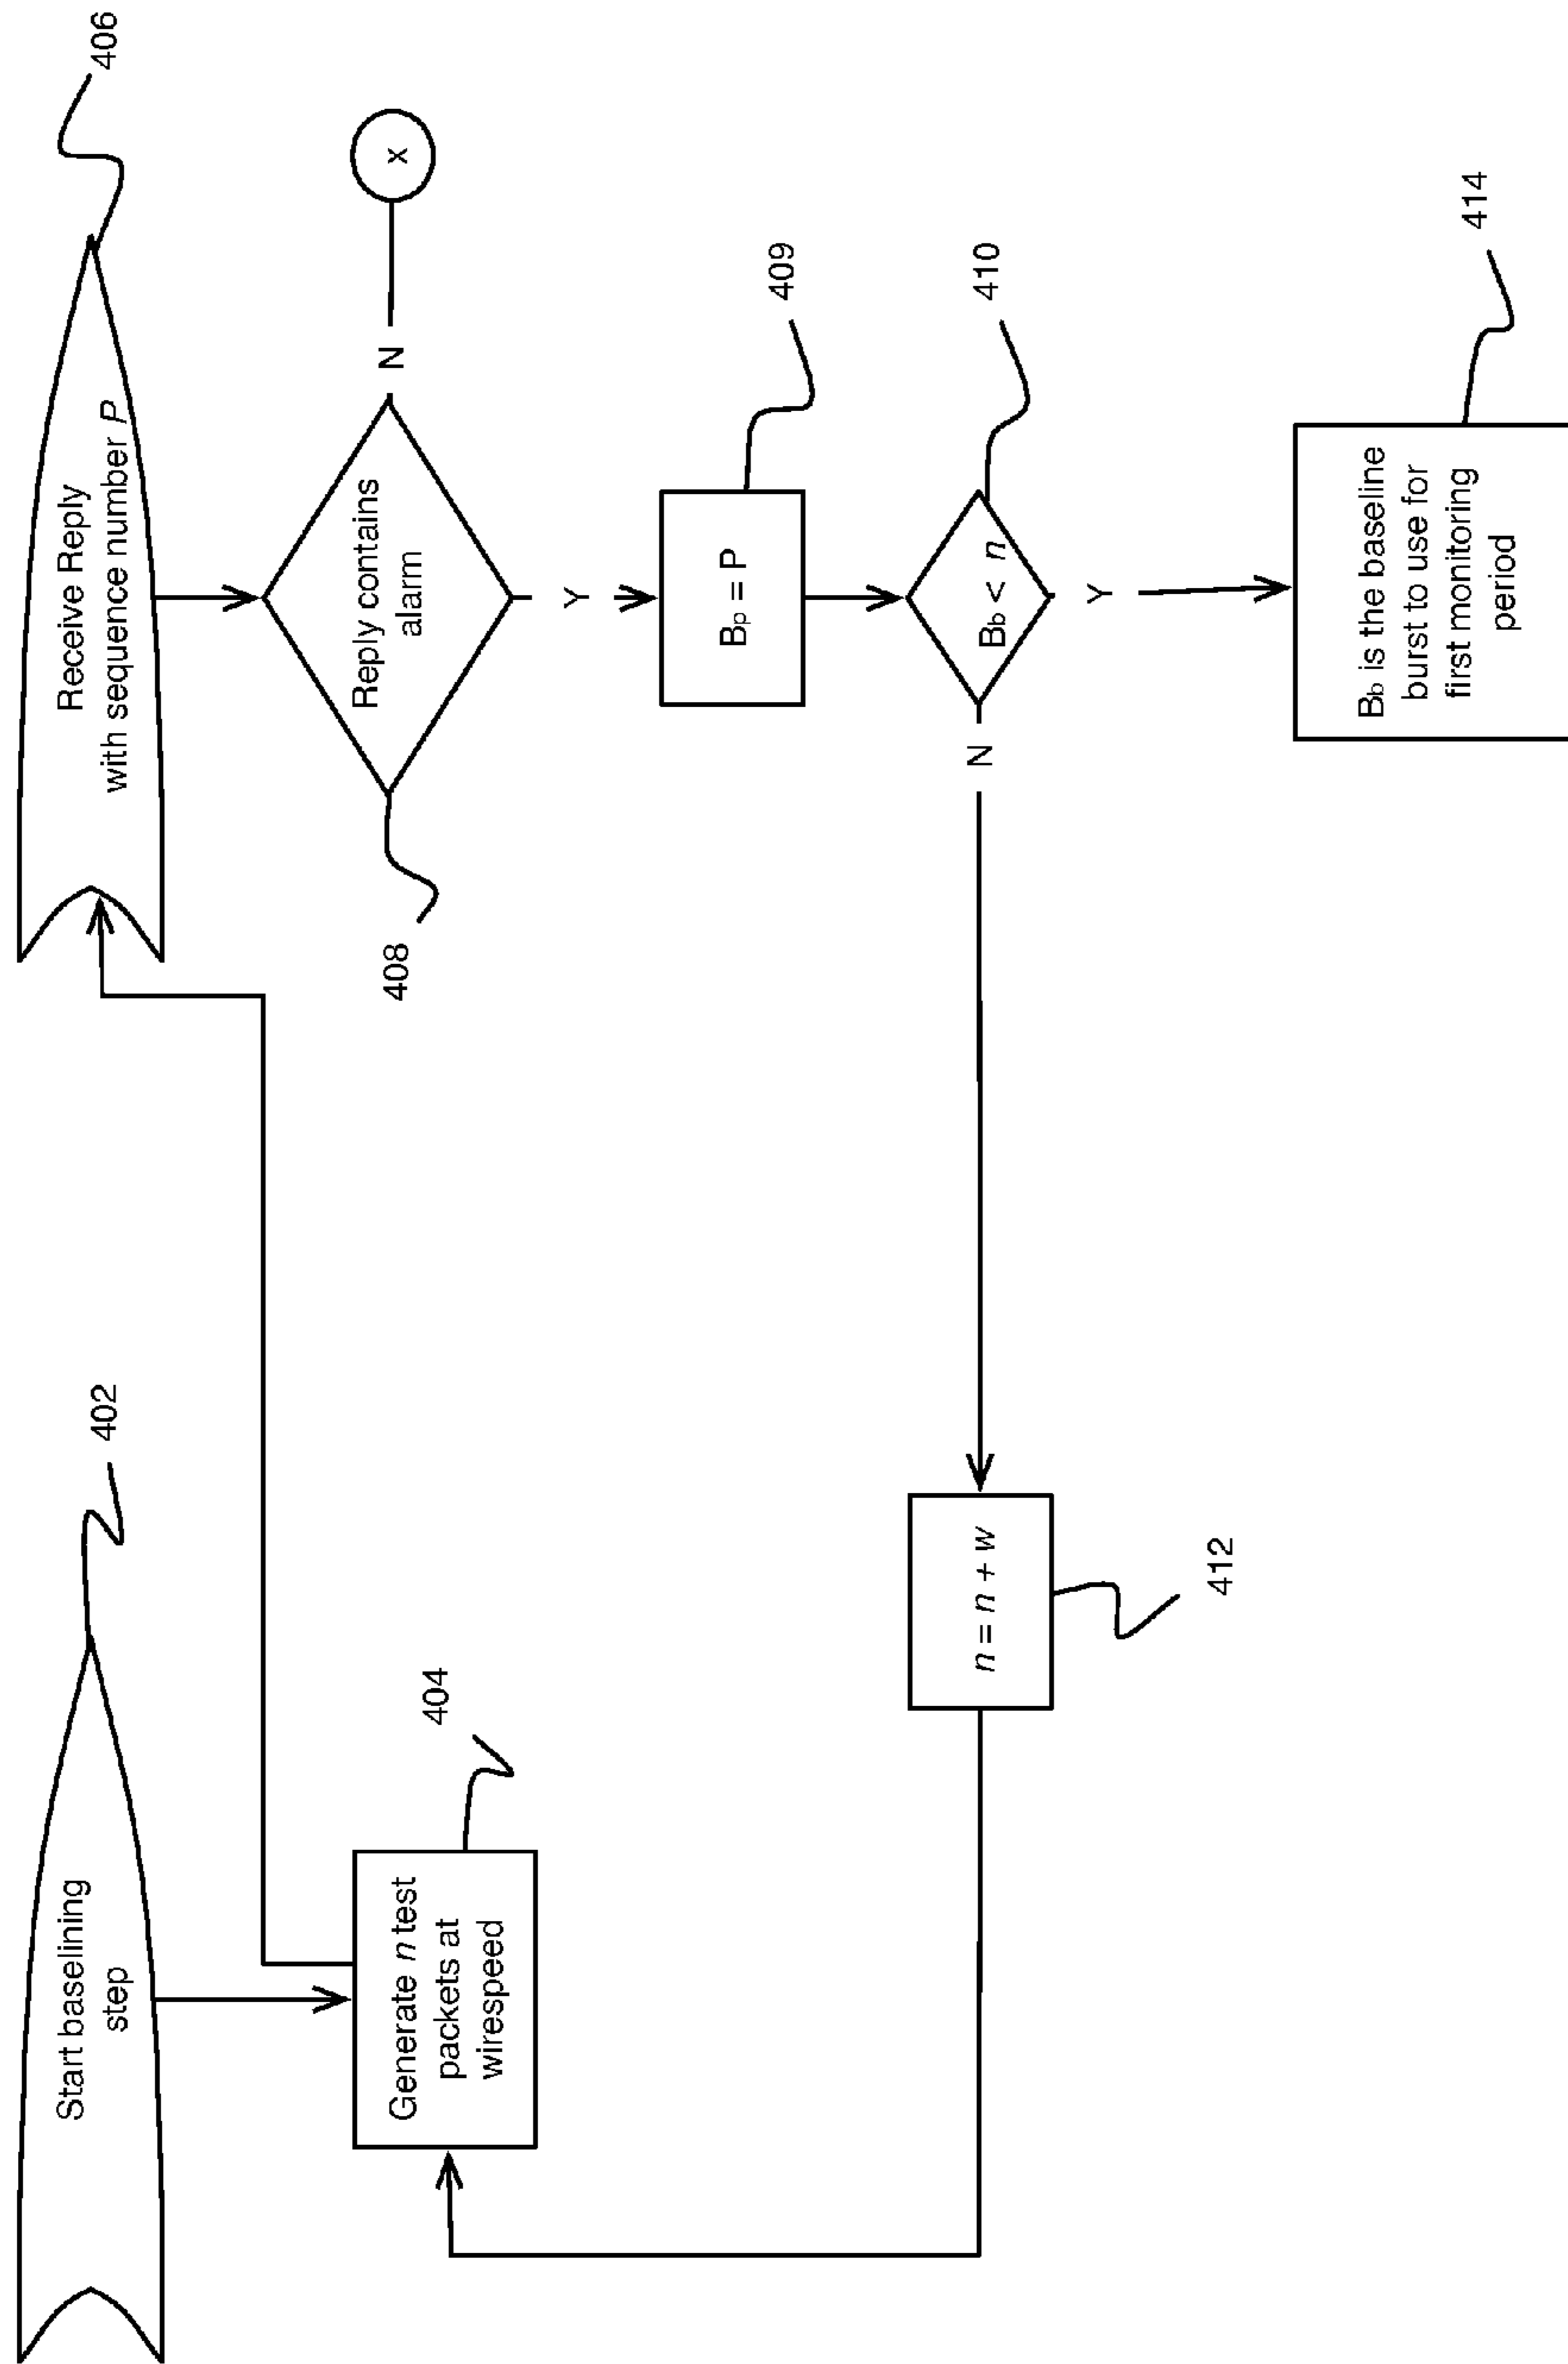 Start baselining
step
402
Generate n test
packets at
wirespeed
404
Receive Reply
with sequence number P
406
Reply contains
alarm
408
N
x
Y
Bp = P
409
Bb < n
410
N
n = n + w
412
Y
Bb is the baseline
burst to use for
first monitoring
period
414